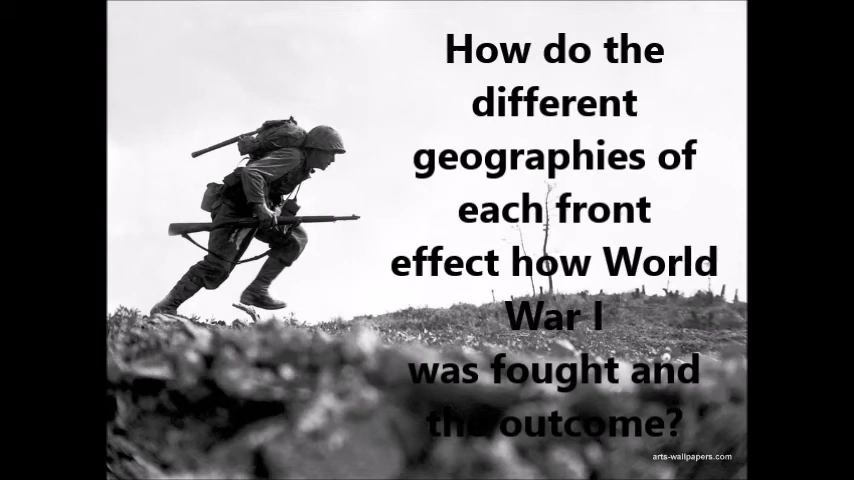 How do the
different
geographies of
each front
effect how World
War I
was fought and
the outcome?
arts-wallpapers.com